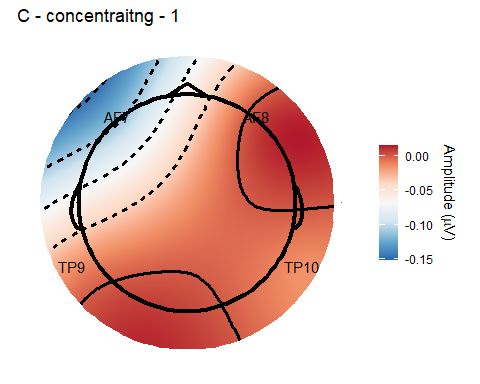 C - concentraitng - 1
AF7
AF8
TP9
TP10
0.00
-0.05
-0.10
-0.15
Amplitude (μV)